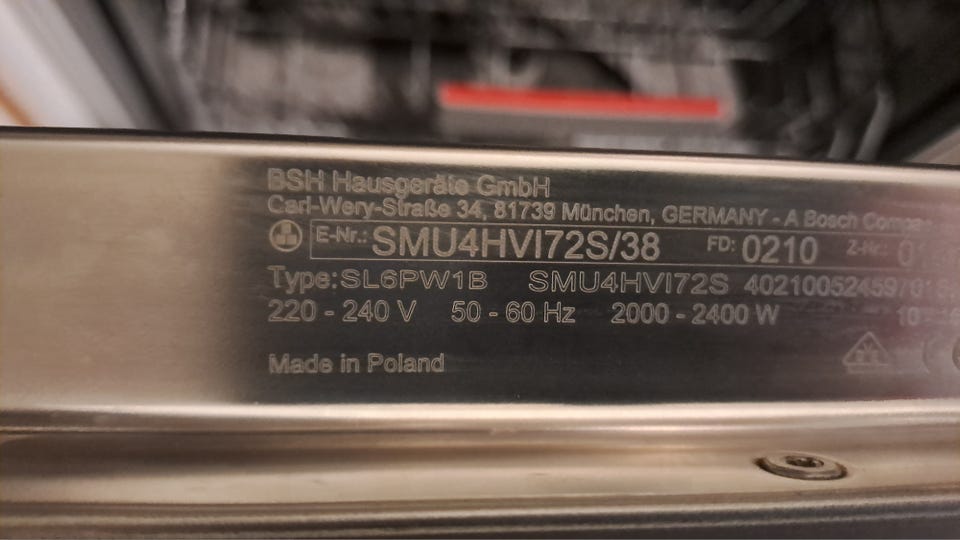 BSH Hausgeräte GmbH
Carl-Wery-Straße 34, 81739 München, GERMANY - A Bosch
E-Nr.: SMU4HVI72S/38 FD: 0210 Z-Nr.:
Type: SL6PW1B SMU4HVI72S
220 - 240 V 50 - 60 Hz 2000 - 2400 W
Made in Poland